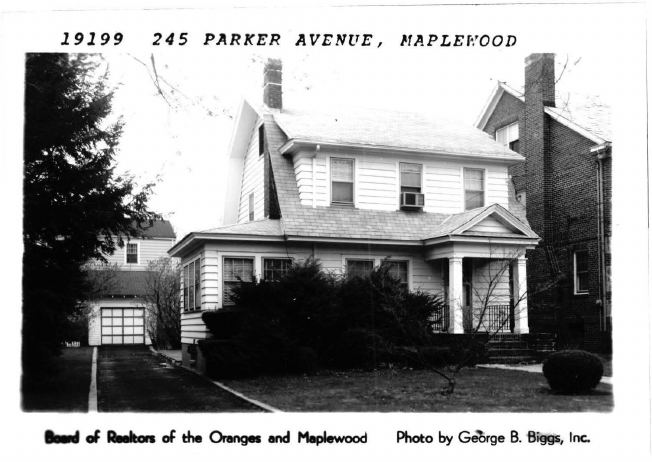 19199 245 PARKER AVENUE, MAPLEWOOD
Board of Realtors of the Oranges and Maplewood Photo by George B. Biggs, Inc.